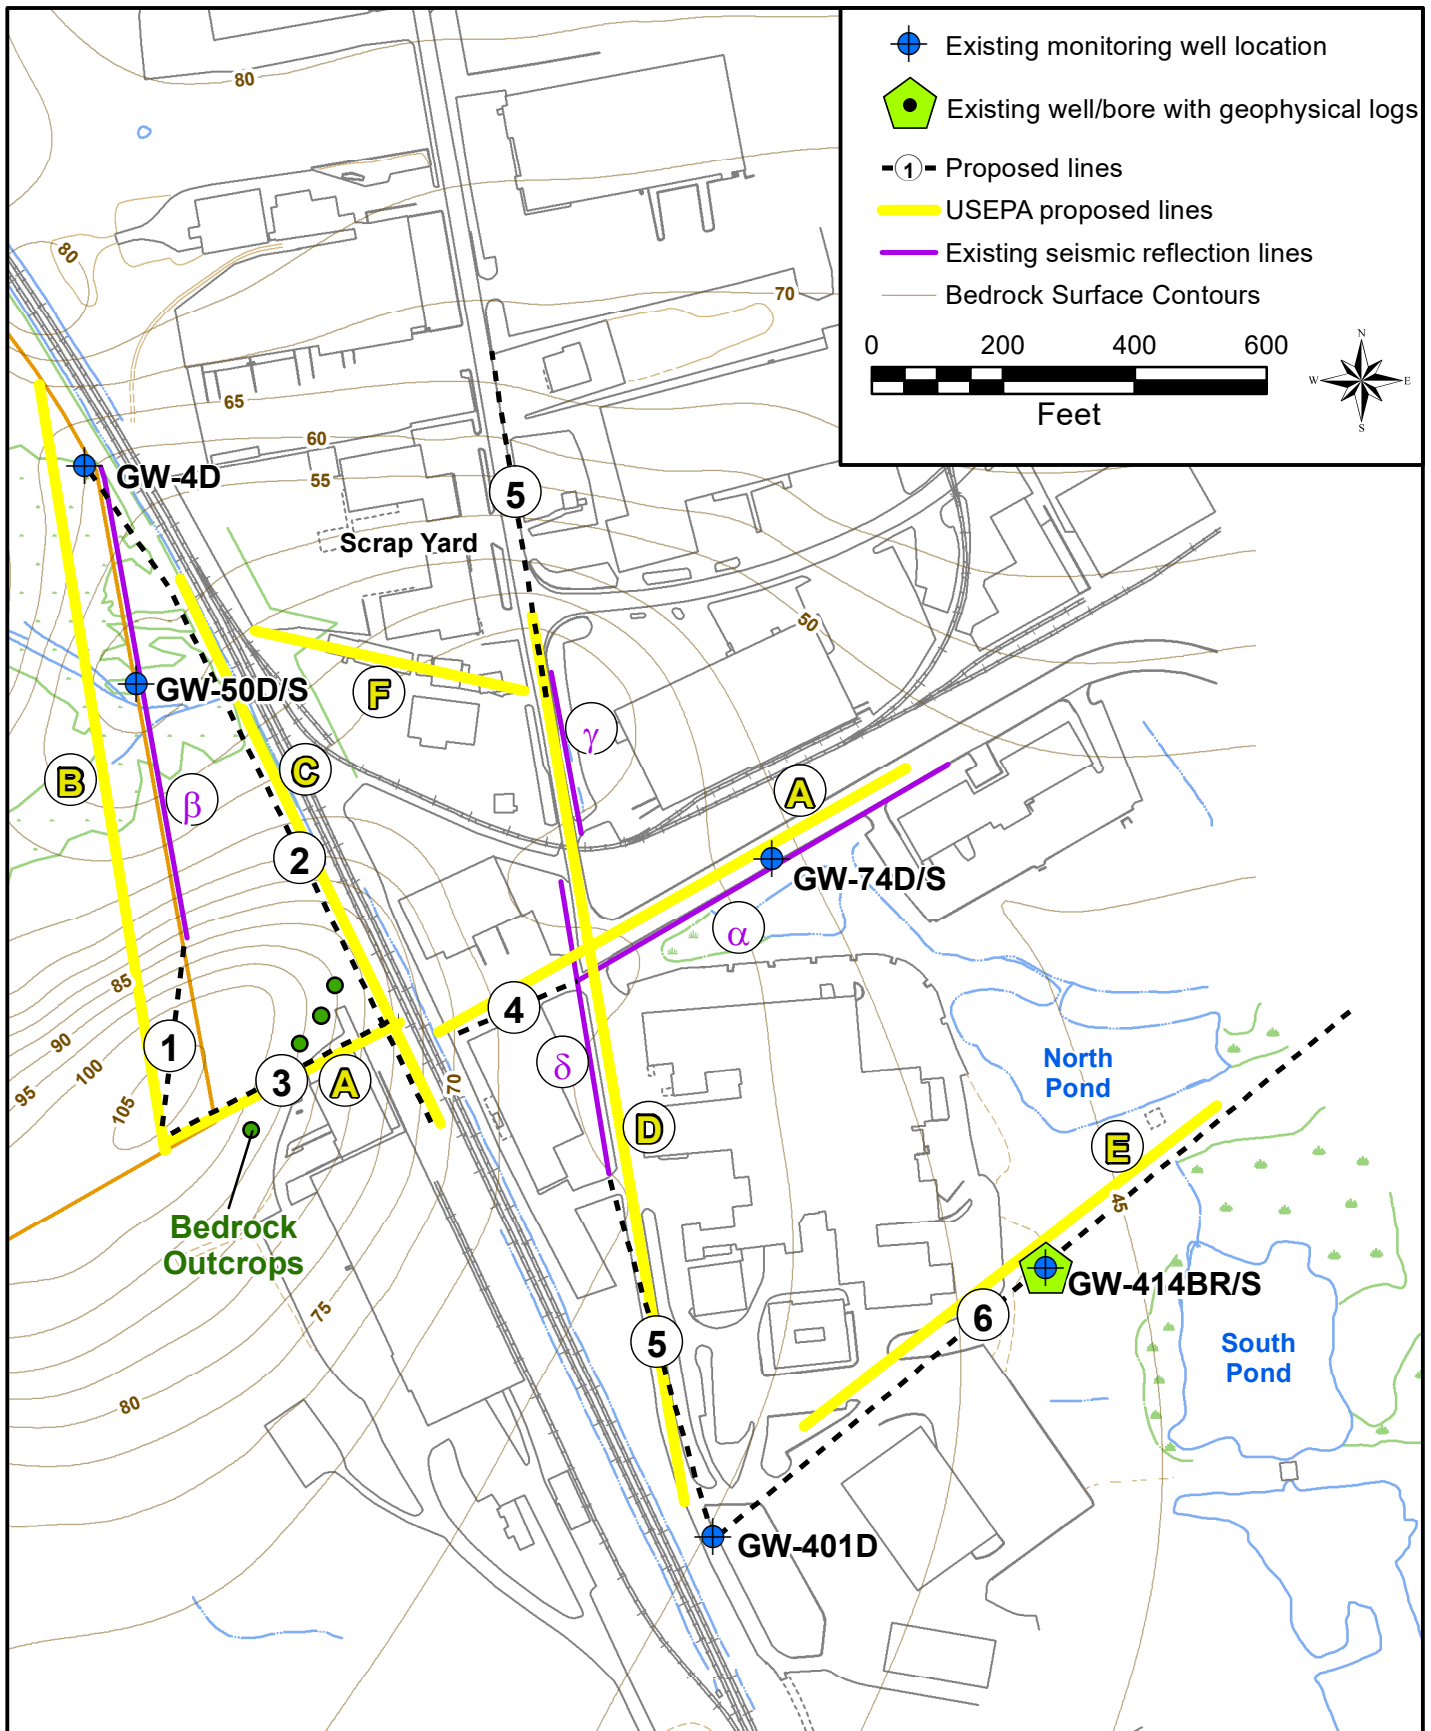 Existing monitoring well location
Existing well/bore with geophysical logs
1 Proposed lines
USEPA proposed lines
Existing seismic reflection lines
Bedrock Surface Contours
0 200 400 600
Feet
N
W E
S
80
80
70
65
60
55
GW-4D
5
Scrap Yard
50
GW-50D/S
F
γ
B
β
C
A
2
GW-74D/S
α
85
90
100
95
105
1
3
A
4
δ
70
D
North
Pond
E
45
Bedrock
Outcrops
GW-414BR/S
75
6
5
South
Pond
80
GW-401D